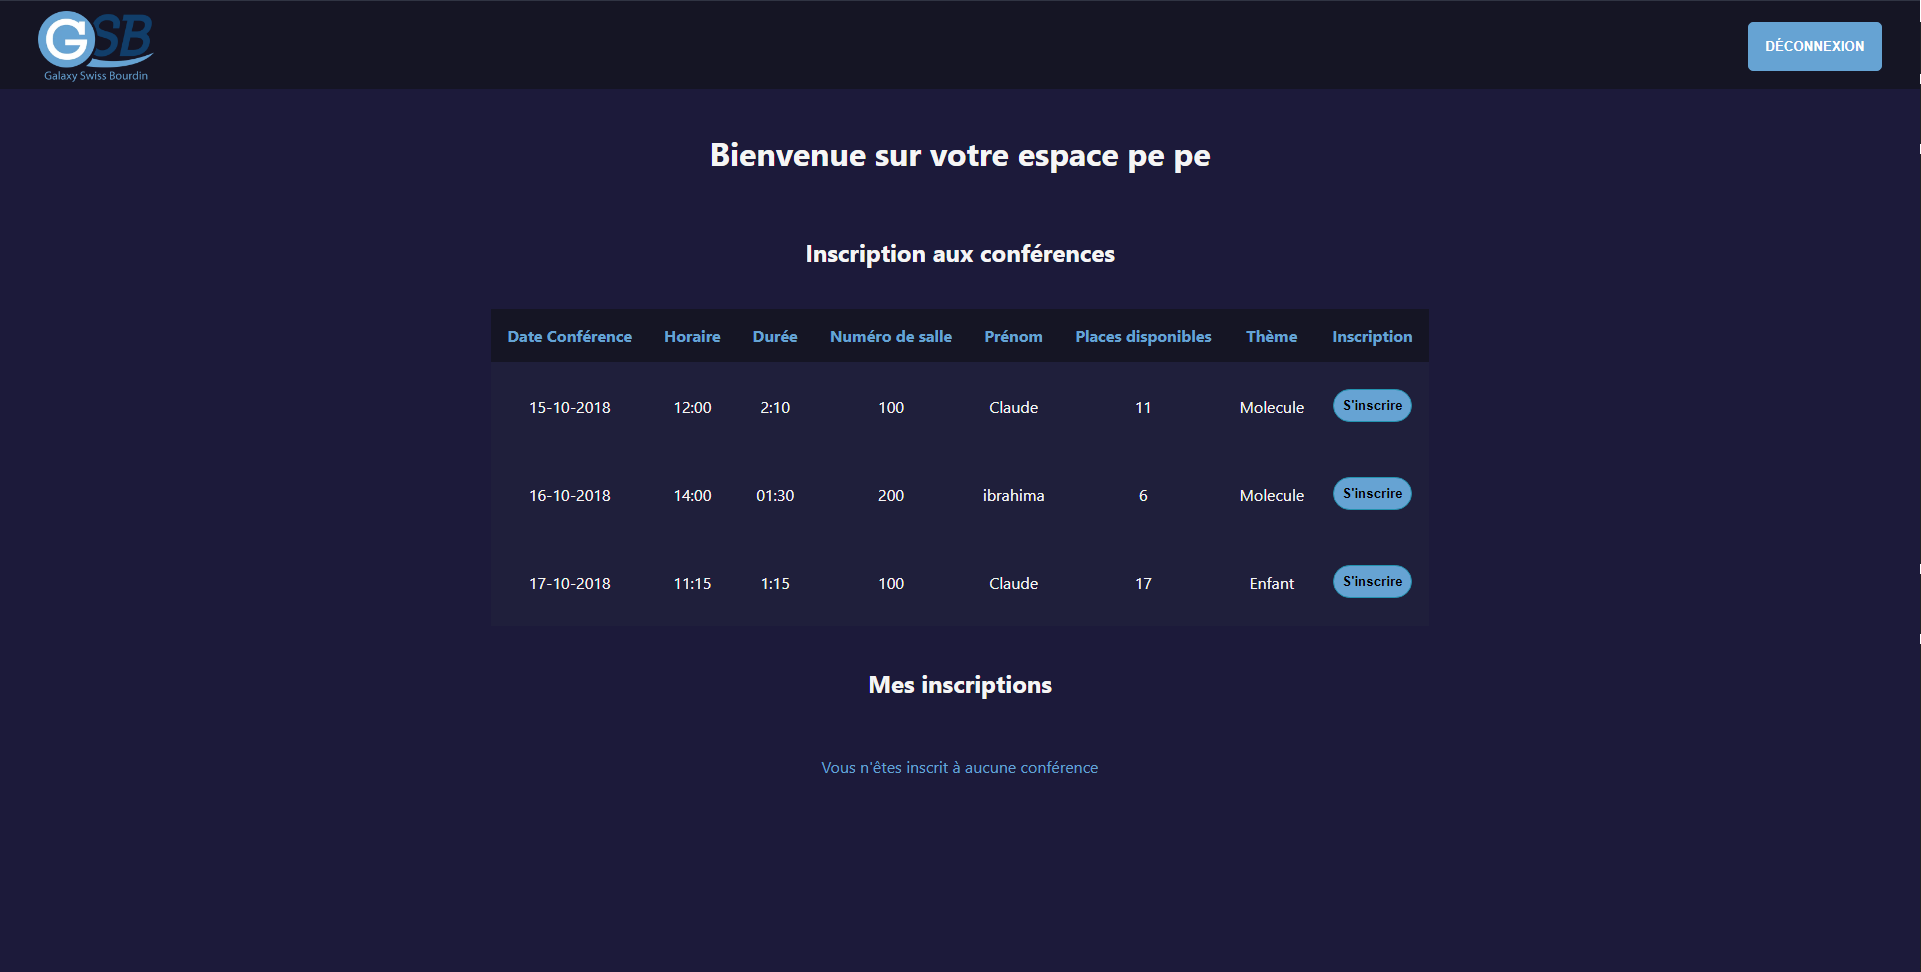 GSB
Galaxy Swiss Bourdin
DÉCONNEXION
Bienvenue sur votre espace pe pe
Inscription aux conférences
Date Conférence Horaire Durée Numéro de salle Prénom Places disponibles Thème Inscription
15-10-2018 12:00 2:10 100 Claude 11 Molecule S'inscrire
16-10-2018 14:00 01:30 200 ibrahima 6 Molecule S'inscrire
17-10-2018 11:15 1:15 100 Claude 17 Enfant S'inscrire
Mes inscriptions
Vous n'êtes inscrit à aucune conférence